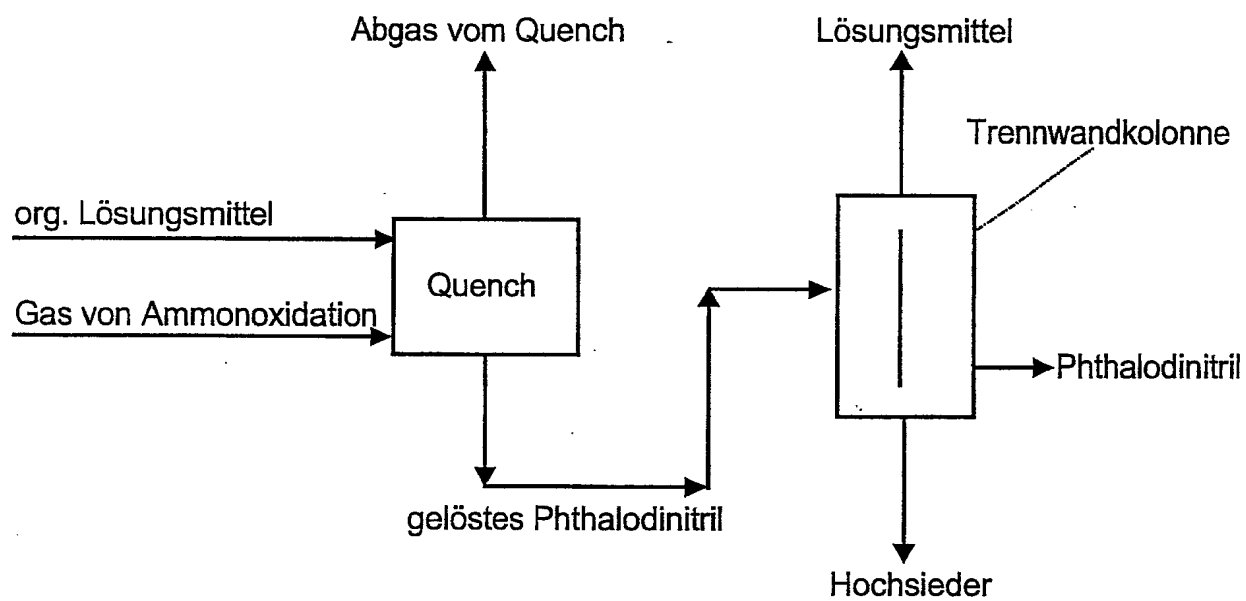 Abgas vom Quench
Lösungsmittel
Trennwandkolonne
org. Lösungsmittel
Quench
Gas von Ammonoxidation
Phthalodinitril
gelöstes Phthalodinitril
Hochsieder